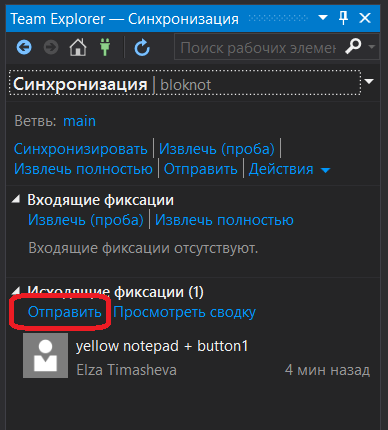 Team Explorer — Синхронизация
Поиск рабочих элемен
Синхронизация | bloknot
Ветвь: main
Синхронизировать | Извлечь (проба) |
Извлечь полностью | Отправить | Действия
Входящие фиксации
Извлечь (проба) | Извлечь полностью
Входящие фиксации отсутствуют.
Исходящие фиксации (1)
Отправить | Просмотреть сводку
yellow notepad + button1
Elza Timasheva 4 мин назад